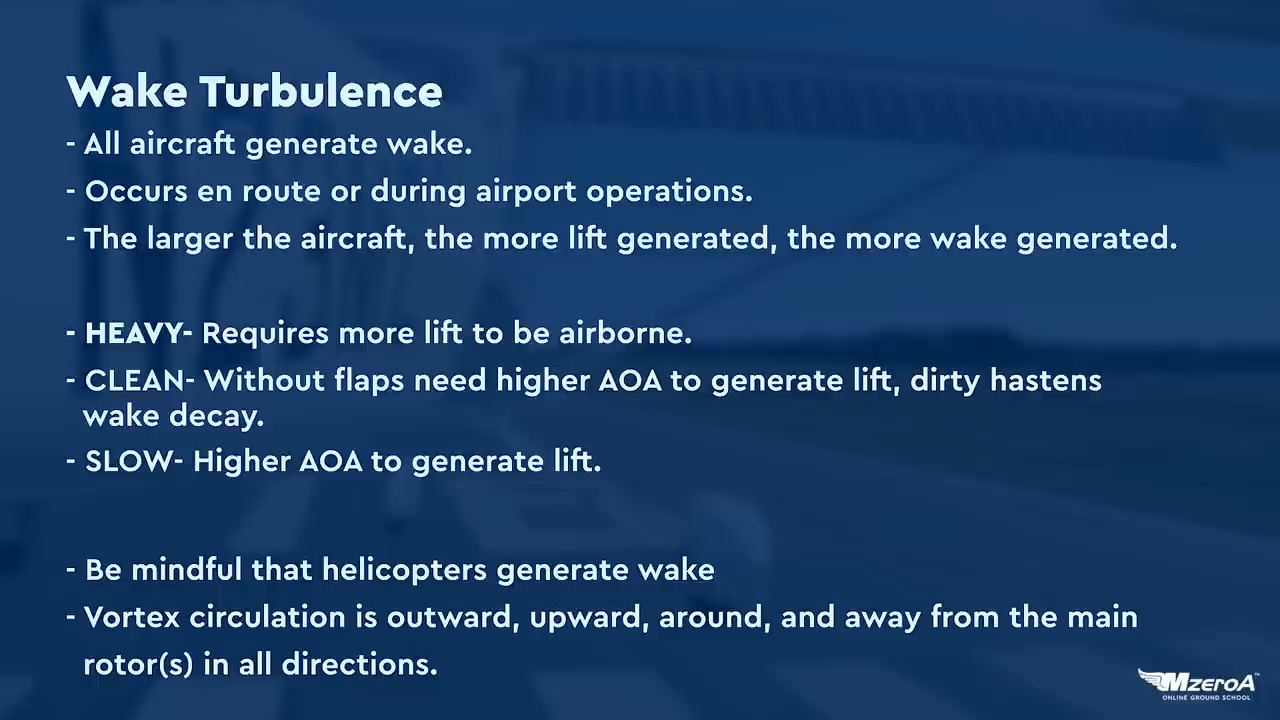 Wake Turbulence
- All aircraft generate wake.
- Occurs en route or during airport operations.
- The larger the aircraft, the more lift generated, the more wake generated.
- HEAVY- Requires more lift to be airborne.
- CLEAN- Without flaps need higher AOA to generate lift, dirty hastens
wake decay.
- SLOW- Higher AOA to generate lift.
- Be mindful that helicopters generate wake
- Vortex circulation is outward, upward, around, and away from the main
rotor(s) in all directions.
MzeroA™
ONLINE GROUND SCHOOL